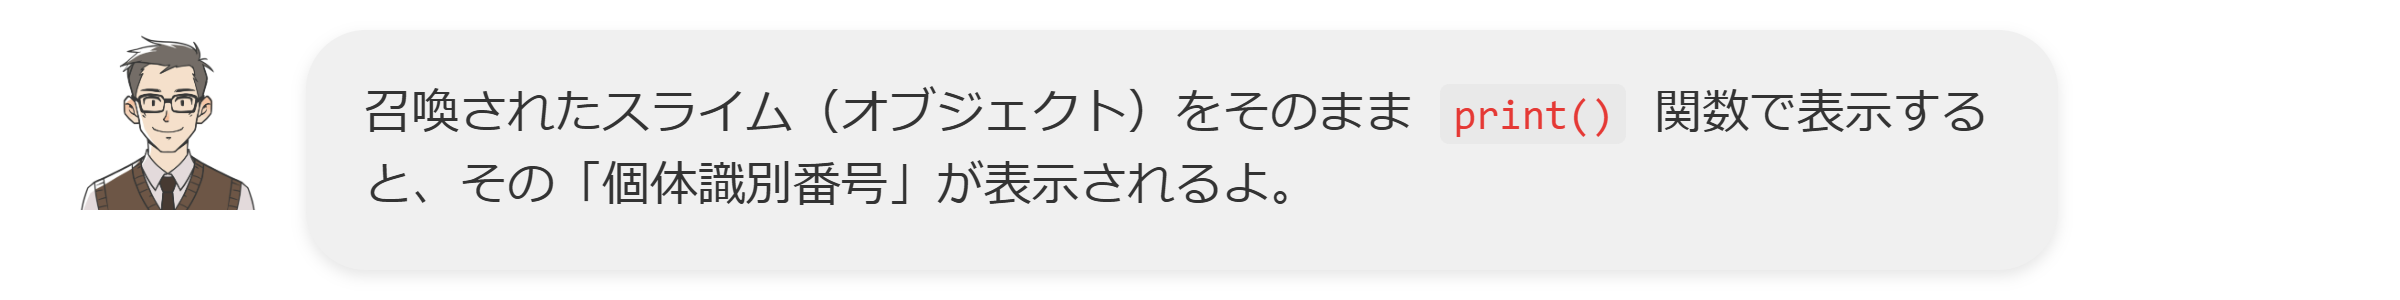 召喚されたスライム（オブジェクト）をそのまま print() 関数で表示する
と、その「個体識別番号」が表示されるよ。